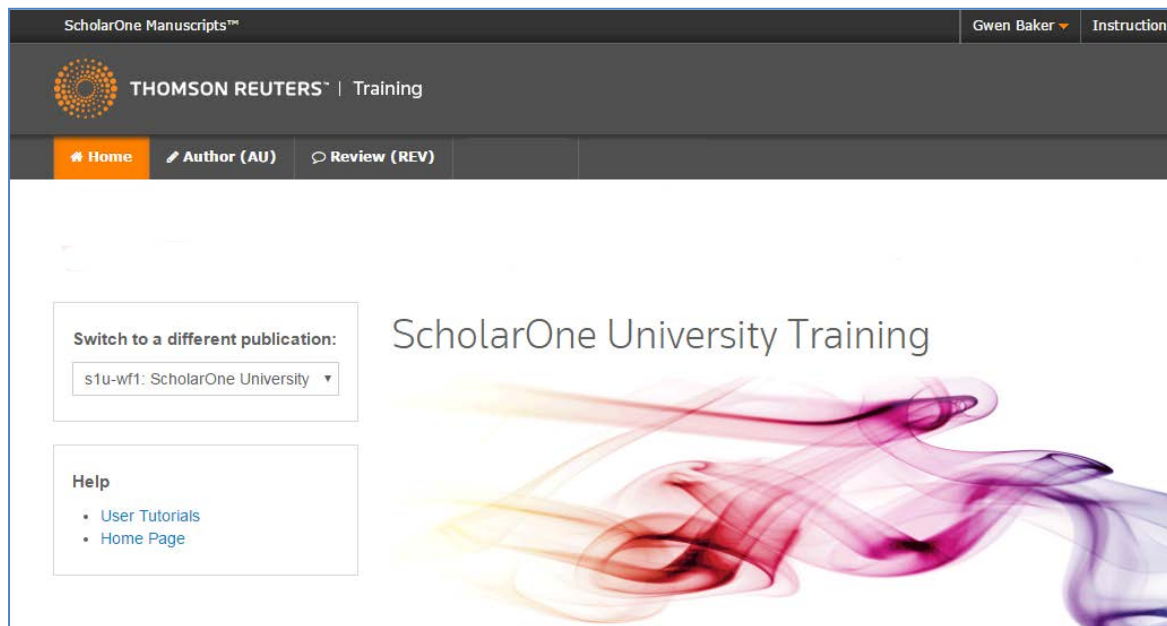 ScholarOne Manuscripts™
Gwen Baker
Instruction
THOMSON REUTERS™ | Training
Home
Author (AU)
Review (REV)
Switch to a different publication:
s1u-wf1: ScholarOne University
ScholarOne University Training
Help
• User Tutorials
• Home Page